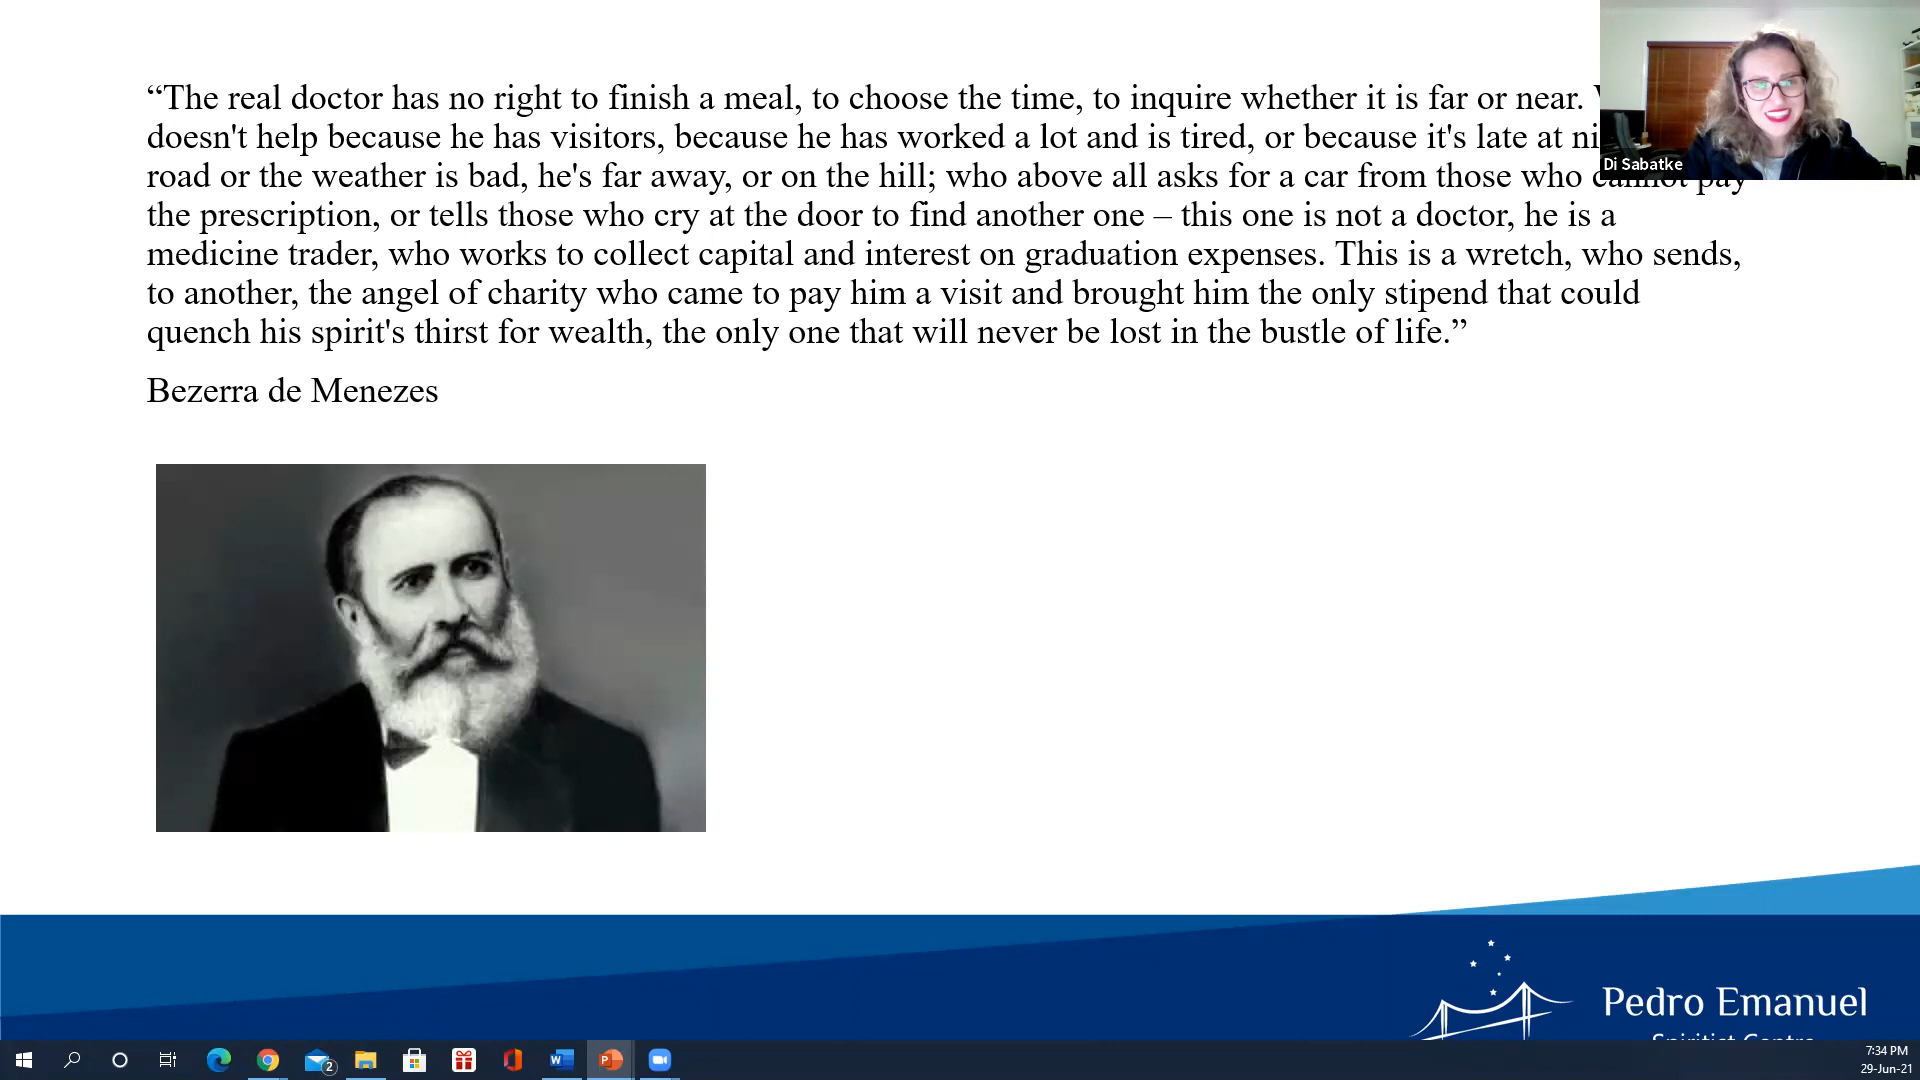 “The real doctor has no right to finish a meal, to choose the time, to inquire whether it is far or near.
doesn't help because he has visitors, because he has worked a lot and is tired, or because it's late at ni
road or the weather is bad, he's far away, or on the hill; who above all asks for a car from those who cannot pay
the prescription, or tells those who cry at the door to find another one – this one is not a doctor, he is a
medicine trader, who works to collect capital and interest on graduation expenses. This is a wretch, who sends,
to another, the angel of charity who came to pay him a visit and brought him the only stipend that could
quench his spirit's thirst for wealth, the only one that will never be lost in the bustle of life.”
Bezerra de Menezes
Di Sabatke
Pedro Emanuel
Spiritist Centre
2
7:34 PM
29-Jun-21